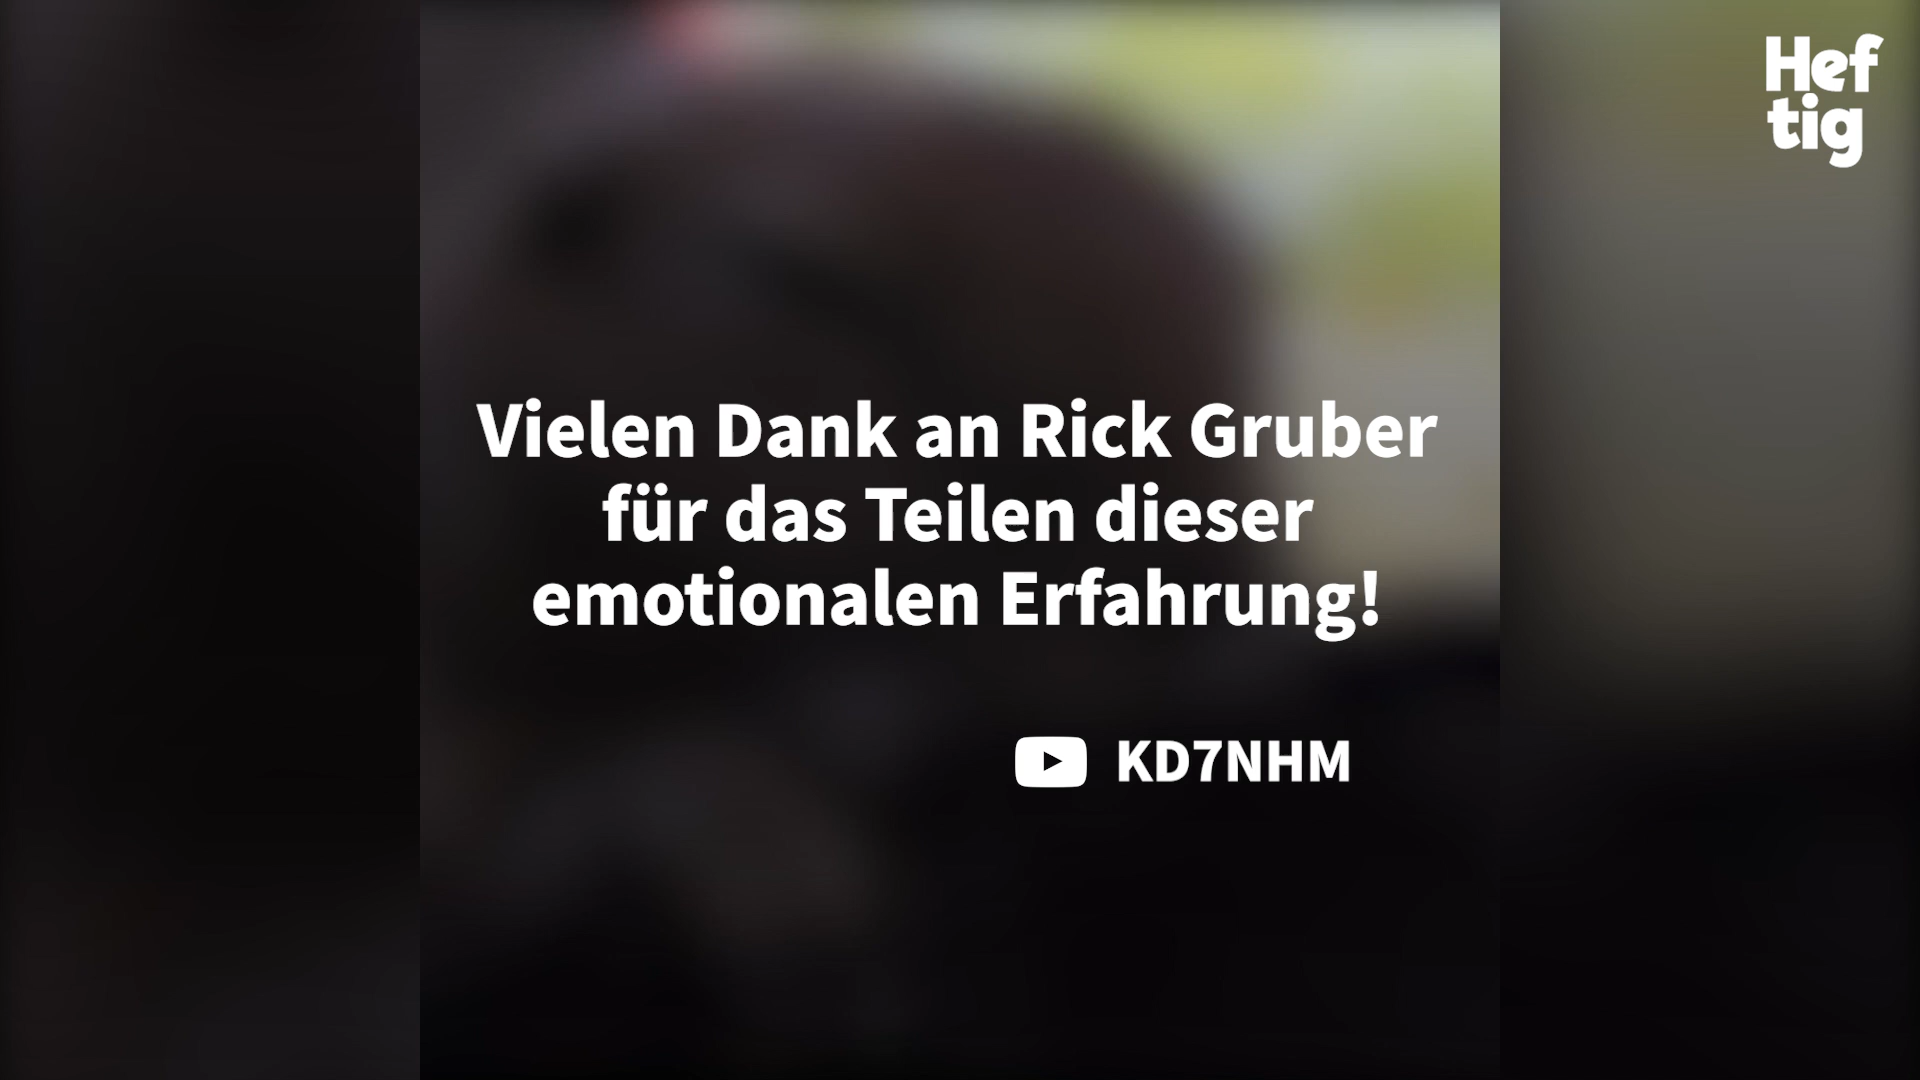 Hef
tig
Vielen Dank an Rick Gruber
für das Teilen dieser
emotionalen Erfahrung!
KD7NHM